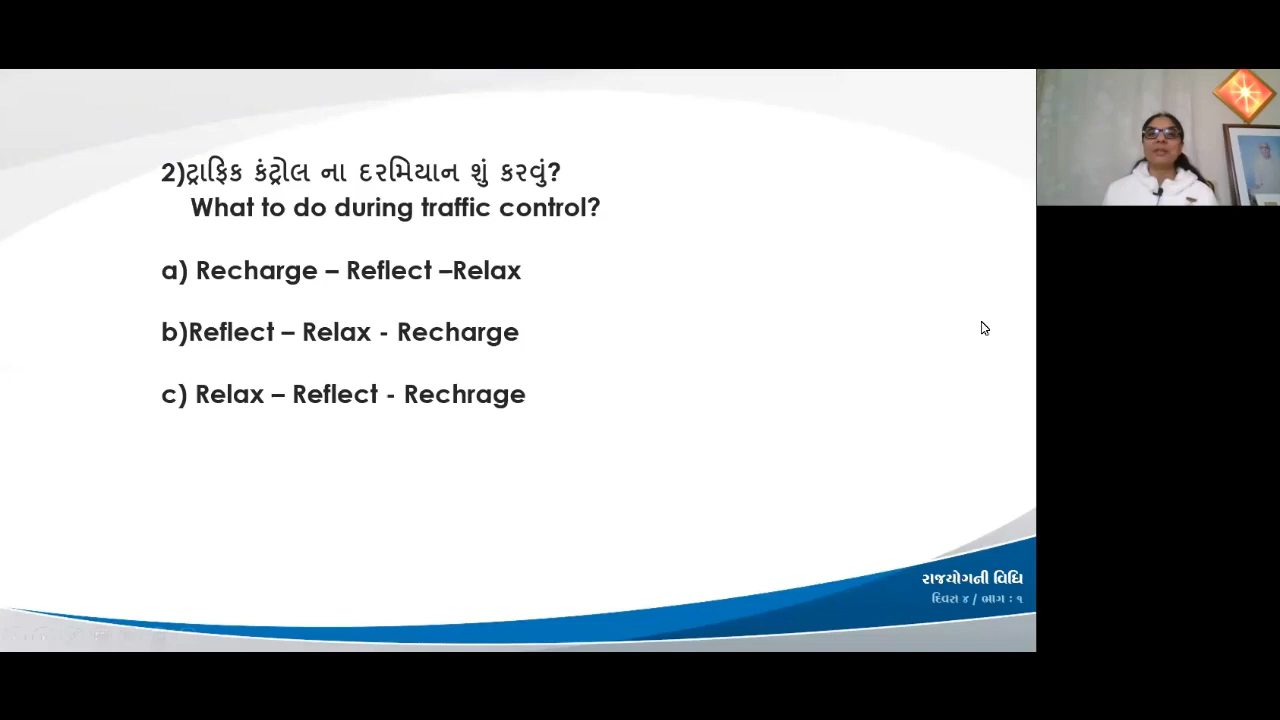 2)ટ્રાફિક કંટ્રોલ ના દરમિયાન શું કરવું?
What to do during traffic control?
a) Recharge – Reflect –Relax
b)Reflect – Relax - Recharge
c) Relax – Reflect - Rechrage
રાજયોગની વિધિ
દિવસ ૪ / ભાગ : ૧